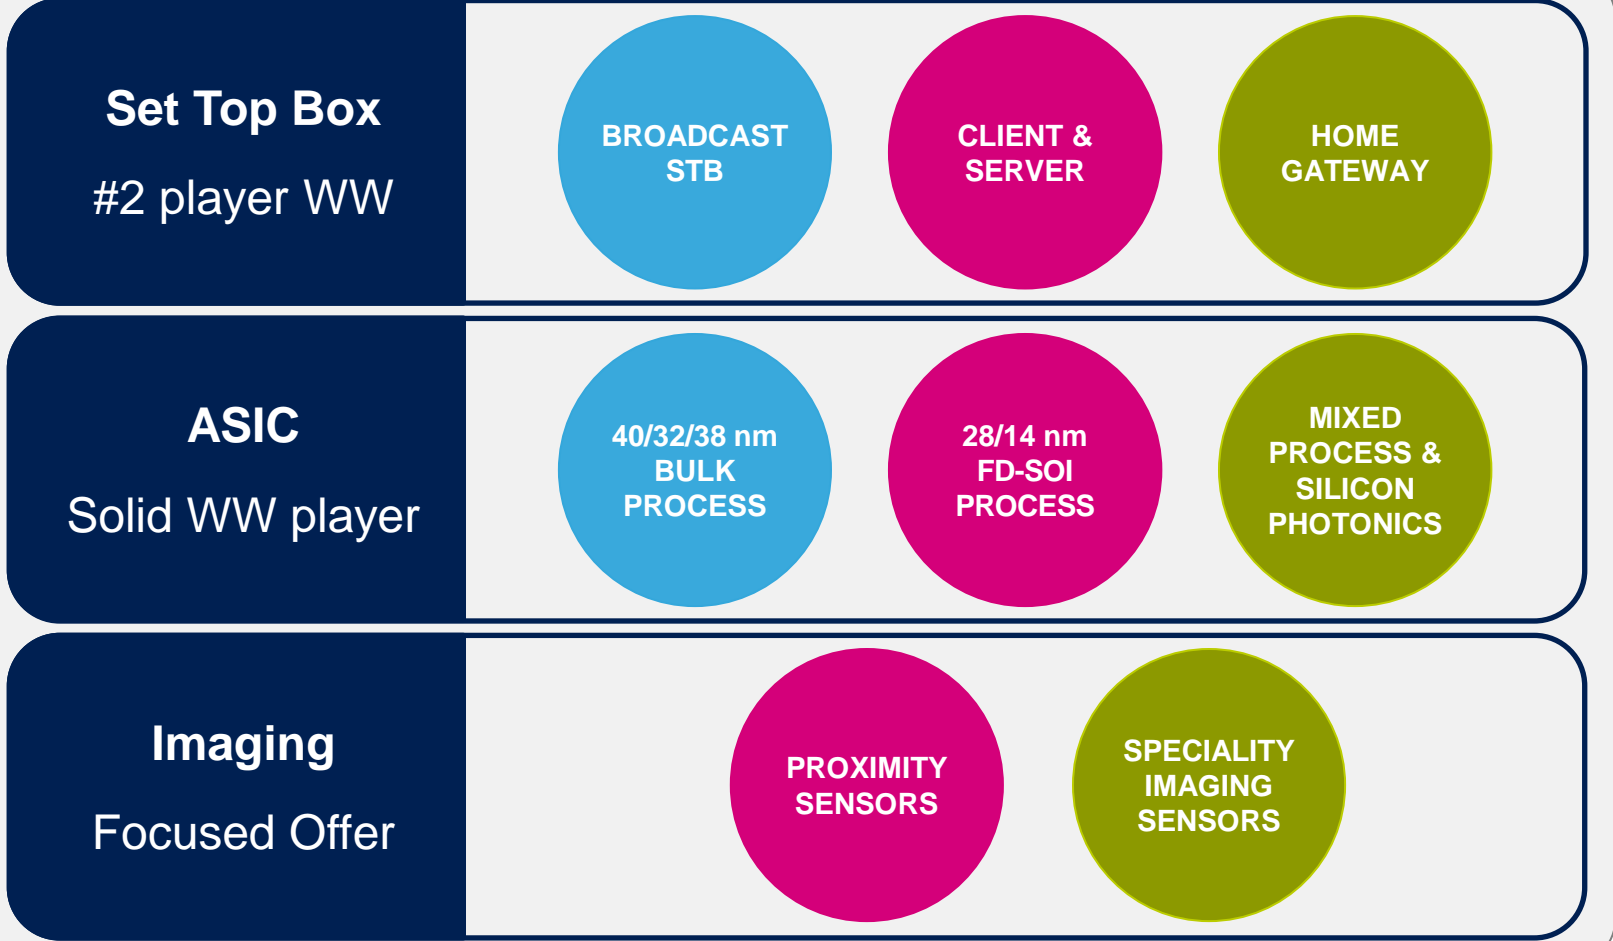 Set Top Box
#2 player WW
BROADCAST
STB
CLIENT &
SERVER
HOME
GATEWAY
ASIC
Solid WW player
40/32/38 nm
BULK
PROCESS
28/14 nm
FD-SOI
PROCESS
MIXED
PROCESS &
SILICON
PHOTONICS
Imaging
Focused Offer
PROXIMITY
SENSORS
SPECIALITY
IMAGING
SENSORS